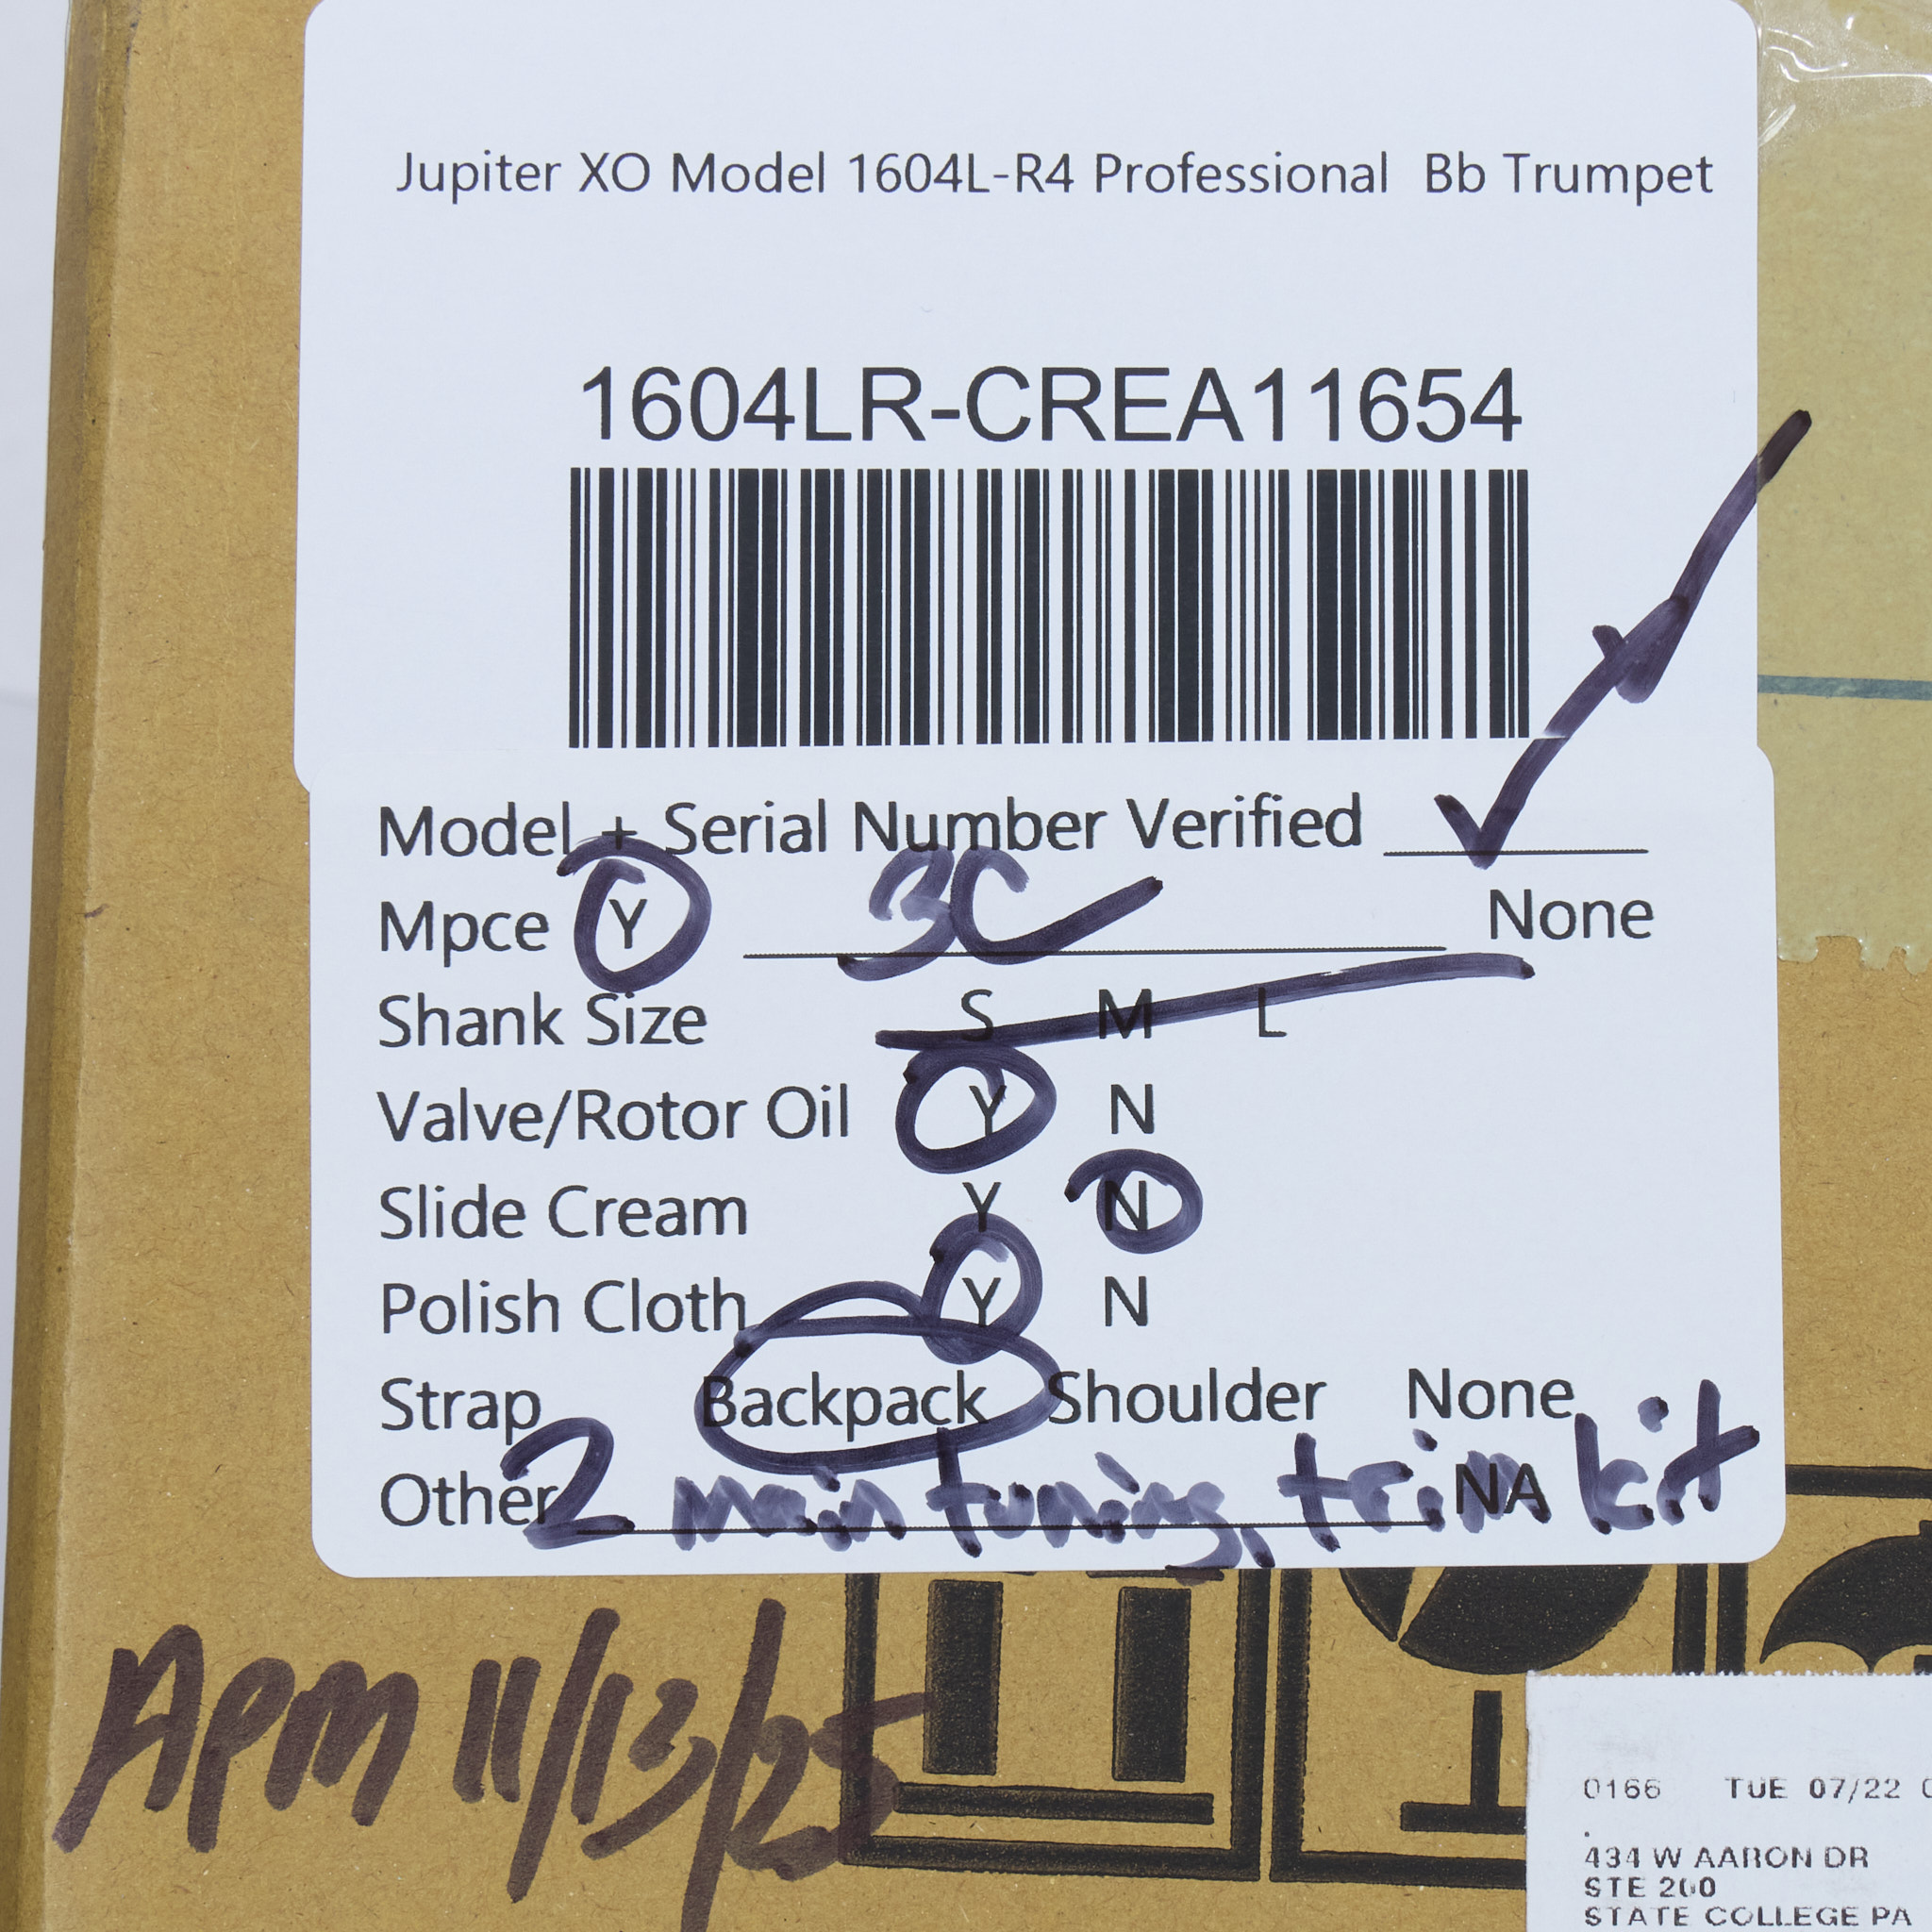 Jupiter XO Model 1604L-R4 Professional Bb Trumpet
1604LR-CREA11654
Model + Serial Number Verified
Mpce Y 3C None
Shank Size S M L
Valve/Rotor Oil Y N
Slide Cream Y N
Polish Cloth Y N
Strap Backpack Shoulder None
Other 2 main tuning, trim kit NA
APM 11/13/25
0166 TUE 07/22
434 W AARON DR
STE 200
STATE COLLEGE PA